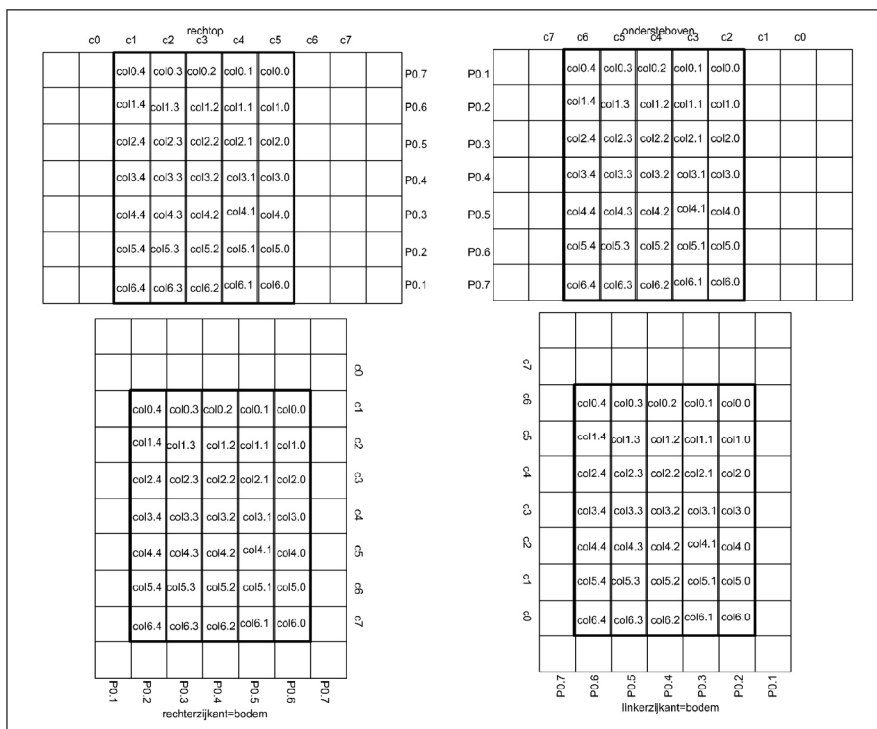 rechtop
c0 c1 c2 c3 c4 c5 c6 c7
col0.4 col0.3 col0.2 col0.1 col0.0 P0.7
col1.4 col1.3 col1.2 col1.1 col1.0 P0.6
col2.4 col2.3 col2.2 col2.1 col2.0 P0.5
col3.4 col3.3 col3.2 col3.1 col3.0 P0.4
col4.4 col4.3 col4.2 col4.1 col4.0 P0.3
col5.4 col5.3 col5.2 col5.1 col5.0 P0.2
col6.4 col6.3 col6.2 col6.1 col6.0 P0.1
ondersteboven
c7 c6 c5 c4 c3 c2 c1 c0
P0.1 col0.4 col0.3 col0.2 col0.1 col0.0
P0.2 col1.4 col1.3 col1.2 col1.1 col1.0
P0.3 col2.4 col2.3 col2.2 col2.1 col2.0
P0.4 col3.4 col3.3 col3.2 col3.1 col3.0
P0.5 col4.4 col4.3 col4.2 col4.1 col4.0
P0.6 col5.4 col5.3 col5.2 col5.1 col5.0
P0.7 col6.4 col6.3 col6.2 col6.1 col6.0
c0
col0.4 col0.3 col0.2 col0.1 col0.0 c1
col1.4 col1.3 col1.2 col1.1 col1.0 c2
col2.4 col2.3 col2.2 col2.1 col2.0 c3
col3.4 col3.3 col3.2 col3.1 col3.0 c4
col4.4 col4.3 col4.2 col4.1 col4.0 c5
col5.4 col5.3 col5.2 col5.1 col5.0 c6
col6.4 col6.3 col6.2 col6.1 col6.0 c7
P0.1 P0.2 P0.3 P0.4 P0.5 P0.6 P0.7
rechterzijkant=bodem
c7
c6 col0.4 col0.3 col0.2 col0.1 col0.0
c5 col1.4 col1.3 col1.2 col1.1 col1.0
c4 col2.4 col2.3 col2.2 col2.1 col2.0
c3 col3.4 col3.3 col3.2 col3.1 col3.0
c2 col4.4 col4.3 col4.2 col4.1 col4.0
c1 col5.4 col5.3 col5.2 col5.1 col5.0
c0 col6.4 col6.3 col6.2 col6.1 col6.0
P0.7 P0.6 P0.5 P0.4 P0.3 P0.2 P0.1
linkerzijkant=bodem